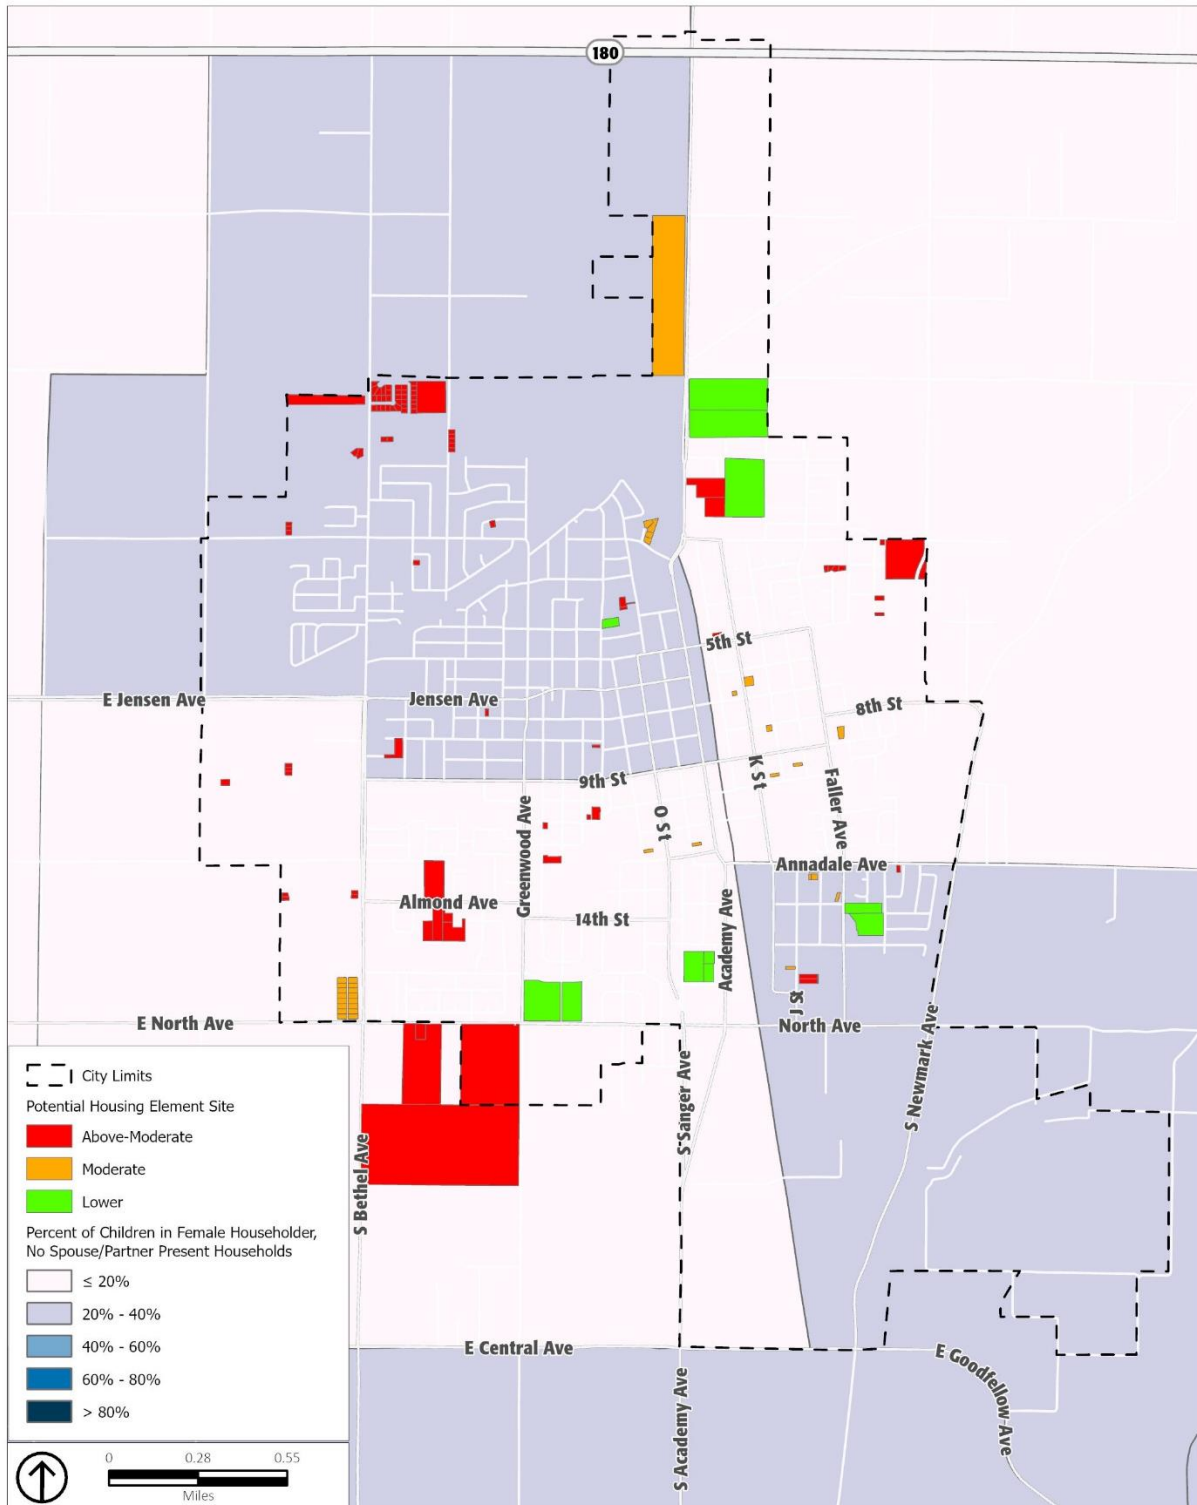 180
5th St
E Jensen Ave
Jensen Ave
8th St
9th St
K St
Faller Ave
O St
Greenwood Ave
Annadale Ave
Almond Ave
14th St
Academy Ave
J St
E North Ave
North Ave
S Newmark Ave
S Sanger Ave
S Bethel Ave
E Central Ave
E Goodfellow Ave
S Academy Ave
City Limits
Potential Housing Element Site
Above-Moderate
Moderate
Lower
Percent of Children in Female Householder,
No Spouse/Partner Present Households
≤ 20%
20% - 40%
40% - 60%
60% - 80%
> 80%
0 0.28 0.55
Miles